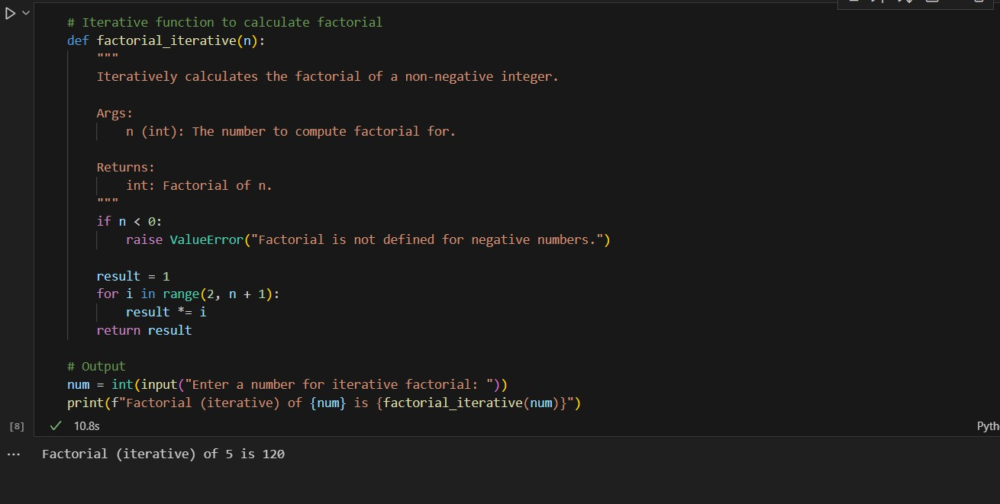 # Iterative function to calculate factorial
def factorial_iterative(n):
    """
    Iteratively calculates the factorial of a non-negative integer.

    Args:
        n (int): The number to compute factorial for.

    Returns:
        int: Factorial of n.
    """
    if n < 0:
        raise ValueError("Factorial is not defined for negative numbers.")

    result = 1
    for i in range(2, n + 1):
        result *= i
    return result

# Output
num = int(input("Enter a number for iterative factorial: "))
print(f"Factorial (iterative) of {num} is {factorial_iterative(num)}")
[8] 10.8s
Factorial (iterative) of 5 is 120